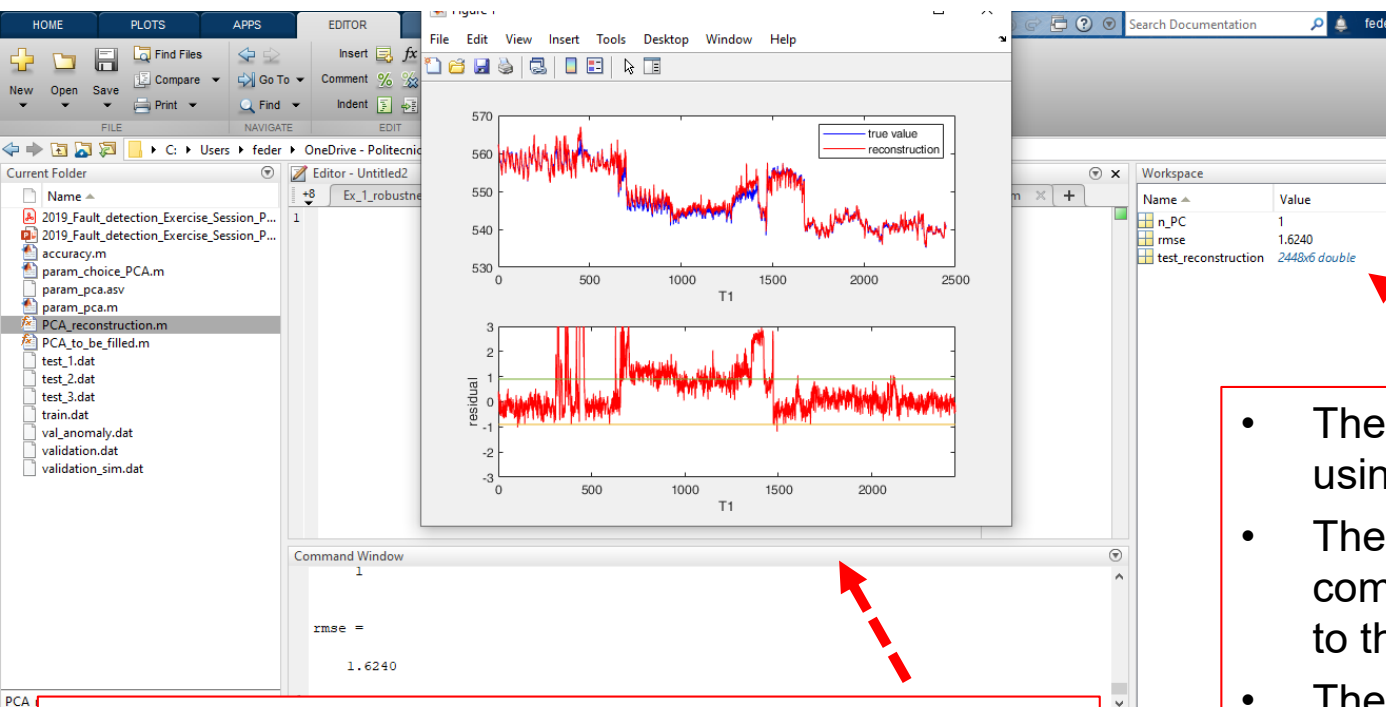 HOME PLOTS APPS EDITOR
Search Documentation
New Open Save
Find Files
Compare
Print
Go To
Find
Insert fx
Comment
Indent
FILE NAVIGATE EDIT
C: Users feder OneDrive - Politecnic
Current Folder
Name
2019_Fault_detection_Exercise_Session_P...
2019_Fault_detection_Exercise_Session_P...
accuracy.m
param_choice_PCA.m
param_pca.asv
param_pca.m
PCA_reconstruction.m
PCA_to_be_filled.m
test_1.dat
test_2.dat
test_3.dat
train.dat
val_anomaly.dat
validation.dat
validation_sim.dat
PCA
Editor - Untitled2
+8 Ex_1_robustne
1
File Edit View Insert Tools Desktop Window Help
570
560
550
540
530
0 500 1000 1500 2000 2500
T1
true value
reconstruction
3
2
1
0
-1
-2
-3
residual
0 500 1000 1500 2000
T1
Command Window
1
rmse =
1.6240
Workspace
Name Value
n_PC 1
rmse 1.6240
test_reconstruction 2448x6 double
• The
usin
• The
com
to th
• The